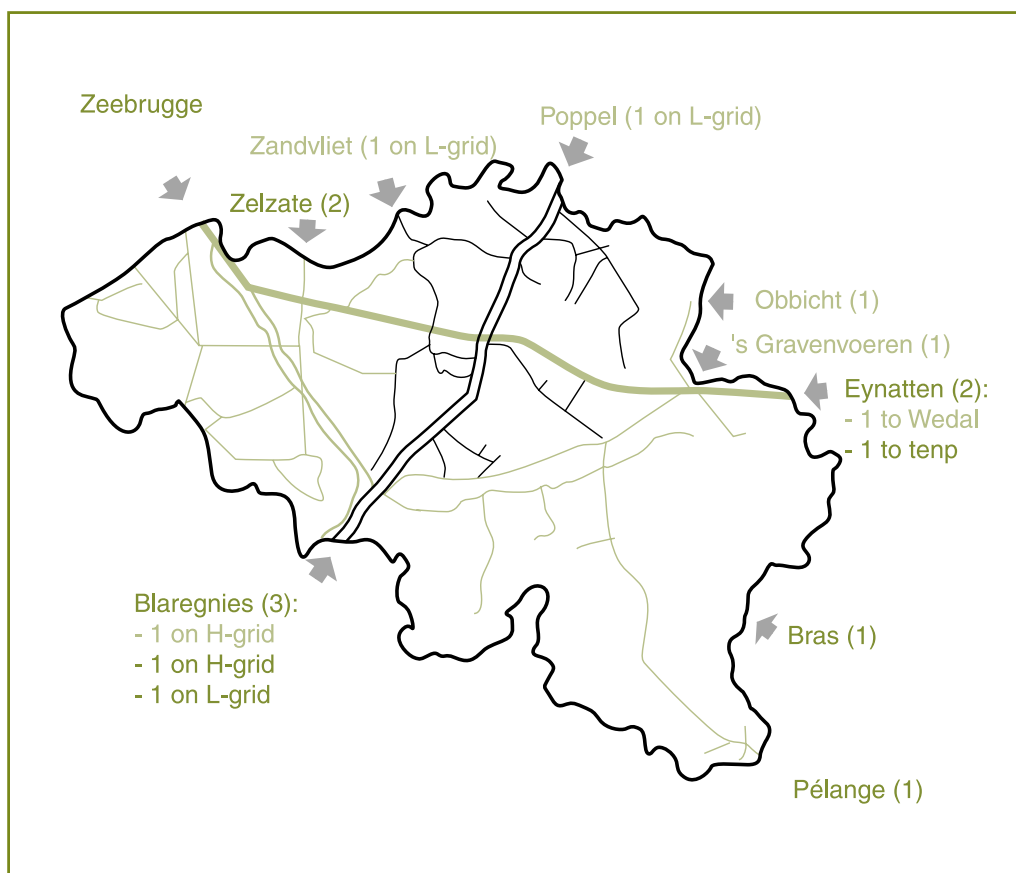 Zeebrugge
Poppel (1 on L-grid)
Zandvliet (1 on L-grid)
Zelzate (2)
Obbicht (1)
's Gravenvoeren (1)
Eynatten (2):
- 1 to Wedal
- 1 to tenp
Blaregnies (3):
- 1 on H-grid
- 1 on H-grid
- 1 on L-grid
Bras (1)
Pélange (1)